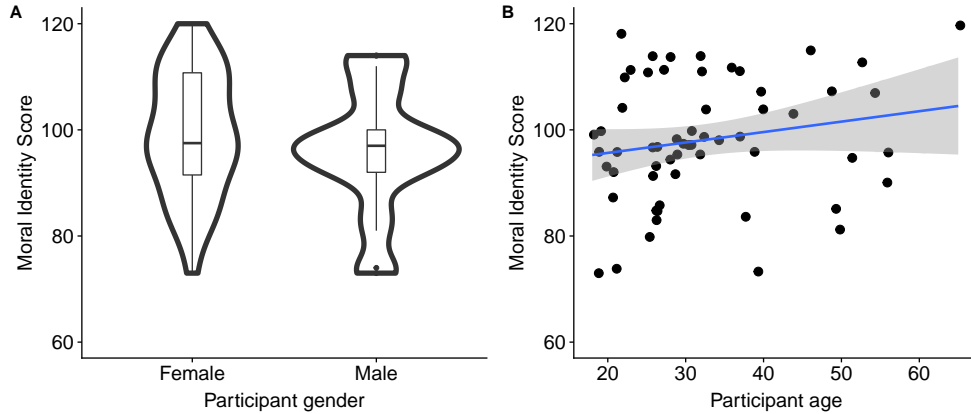 A
Moral Identity Score
120
100
80
60
Female Male
Participant gender
B
Moral Identity Score
120
100
80
60
20 30 40 50 60
Participant age